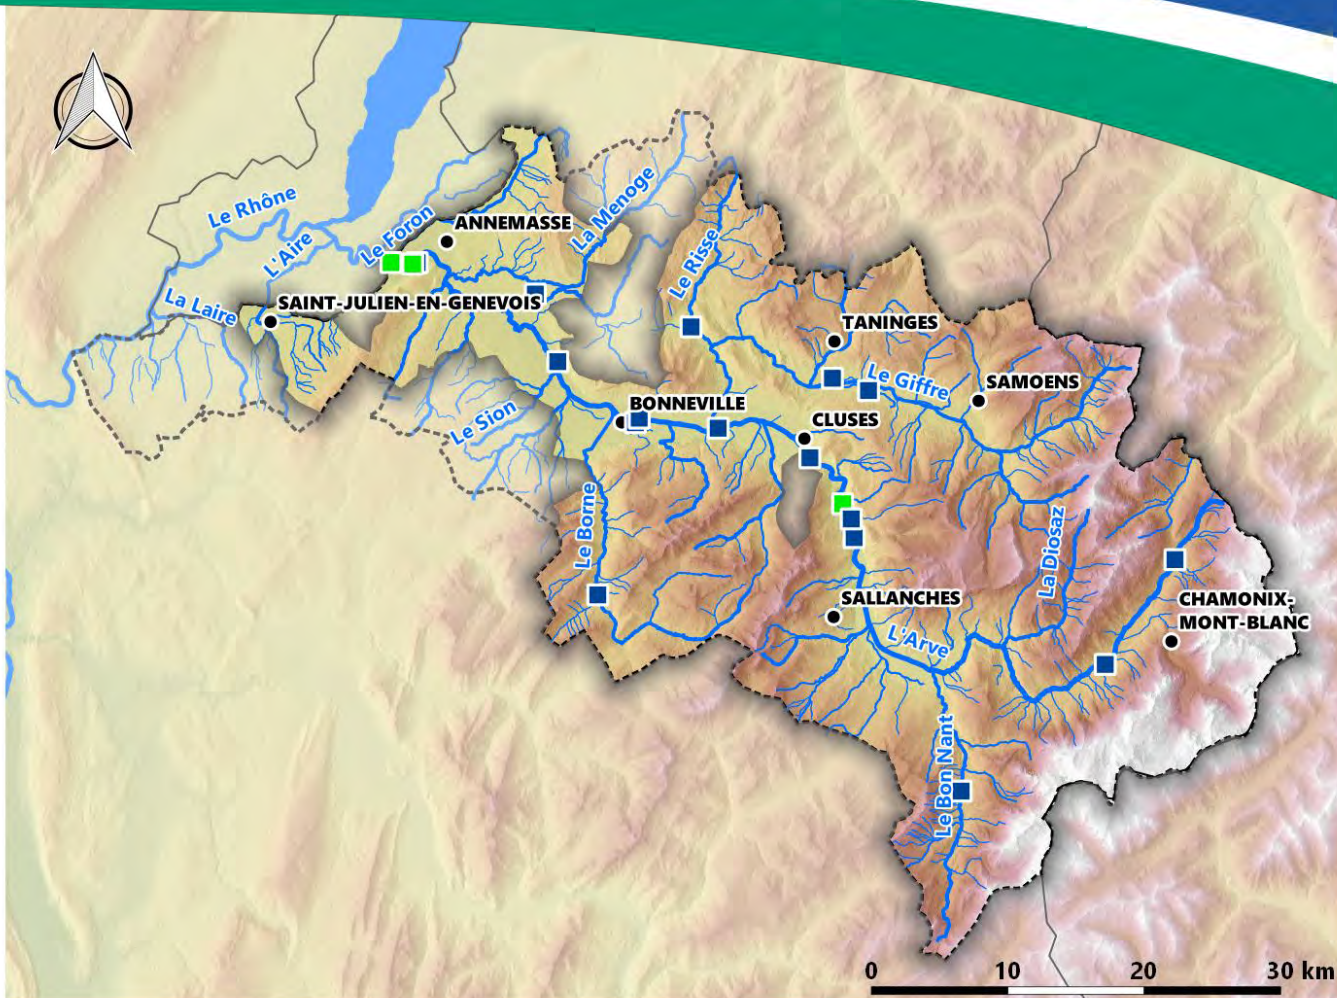 Le Rhône
L'Aire
Le Foron
ANNEMASSE
La Menoge
Le Risse
La Laire
SAINT-JULIEN-EN-GENEVOIS
TANINGES
Le Giffre
SAMOENS
Le Sion
BONNEVILLE
CLUSES
Le Borne
La Diosaz
SALLANCHES
L'Arve
CHAMONIX-
MONT-BLANC
Le Bon Nant
0 10 20 30 km